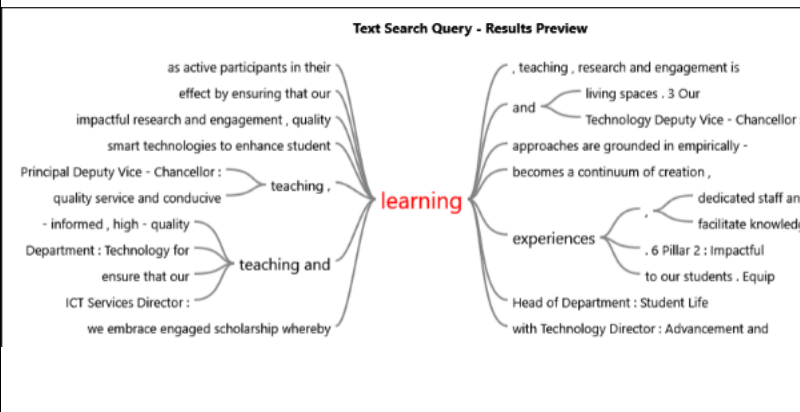 Text Search Query - Results Preview
as active participants in their
effect by ensuring that our
impactful research and engagement , quality
smart technologies to enhance student
Principal Deputy Vice - Chancellor :
quality service and conducive
teaching ,
- informed , high - quality
Department : Technology for
ensure that our
ICT Services Director :
teaching and
we embrace engaged scholarship whereby
learning
, teaching , research and engagement is
and
living spaces . 3 Our
Technology Deputy Vice - Chancellor :
approaches are grounded in empirically -
becomes a continuum of creation ,
experiences
,
dedicated staff an
facilitate knowledg
. 6 Pillar 2 : Impactful
to our students . Equip
Head of Department : Student Life
with Technology Director : Advancement and